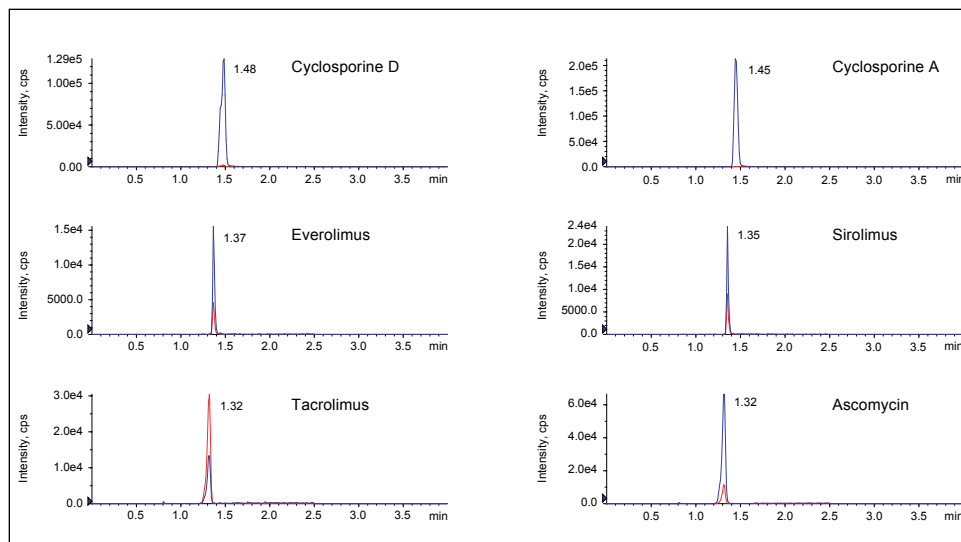 Cyclosporine D
1.48
Intensity, cps
1.29e5
1.00e5
5.00e4
0.00
0.5 1.0 1.5 2.0 2.5 3.0 3.5 min
Cyclosporine A
1.45
Intensity, cps
2.0e5
1.5e5
1.0e5
5.0e4
0.0
0.5 1.0 1.5 2.0 2.5 3.0 3.5 min
Everolimus
1.37
Intensity, cps
1.5e4
1.0e4
5000.0
0.0
0.5 1.0 1.5 2.0 2.5 3.0 3.5 min
Sirolimus
1.35
Intensity, cps
2.4e4
2.0e4
1.5e4
1.0e4
5000.0
0.0
0.5 1.0 1.5 2.0 2.5 3.0 3.5 min
Tacrolimus
1.32
Intensity, cps
3.0e4
2.0e4
1.0e4
0.0
0.5 1.0 1.5 2.0 2.5 3.0 3.5 min
Ascomycin
1.32
Intensity, cps
6.0e4
4.0e4
2.0e4
0.0
0.5 1.0 1.5 2.0 2.5 3.0 3.5 min